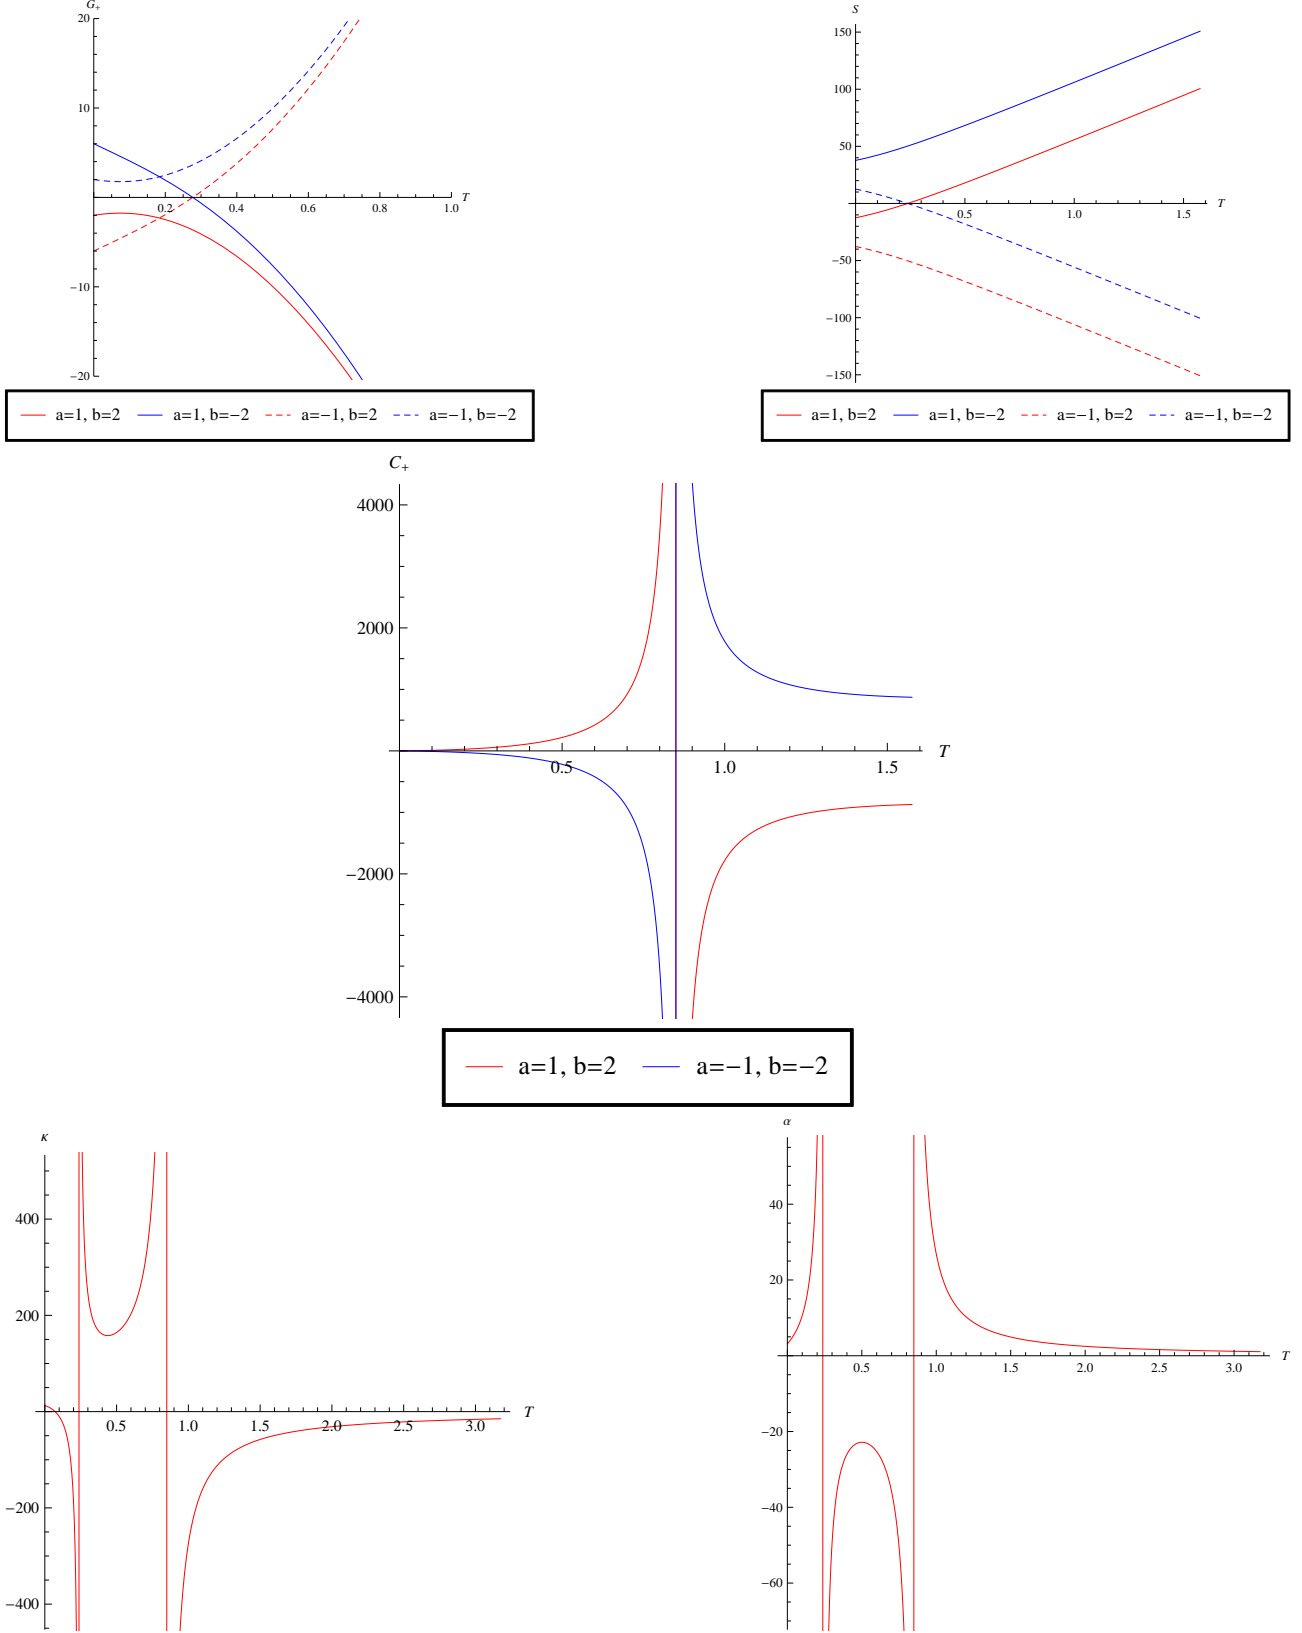 G+
20
10
−10
−20
0.2 0.4 0.6 0.8 1.0
T
a=1, b=2 a=1, b=−2 a=−1, b=2 a=−1, b=−2
S
150
100
50
−50
−100
−150
0.5 1.0 1.5
T
a=1, b=2 a=1, b=−2 a=−1, b=2 a=−1, b=−2
C+
4000
2000
−2000
−4000
0.5 1.0 1.5
T
a=1, b=2 a=−1, b=−2
κ
400
200
−200
−400
0.5 1.0 1.5 2.0 2.5 3.0
T
α
40
20
−20
−40
−60
0.5 1.0 1.5 2.0 2.5 3.0
T